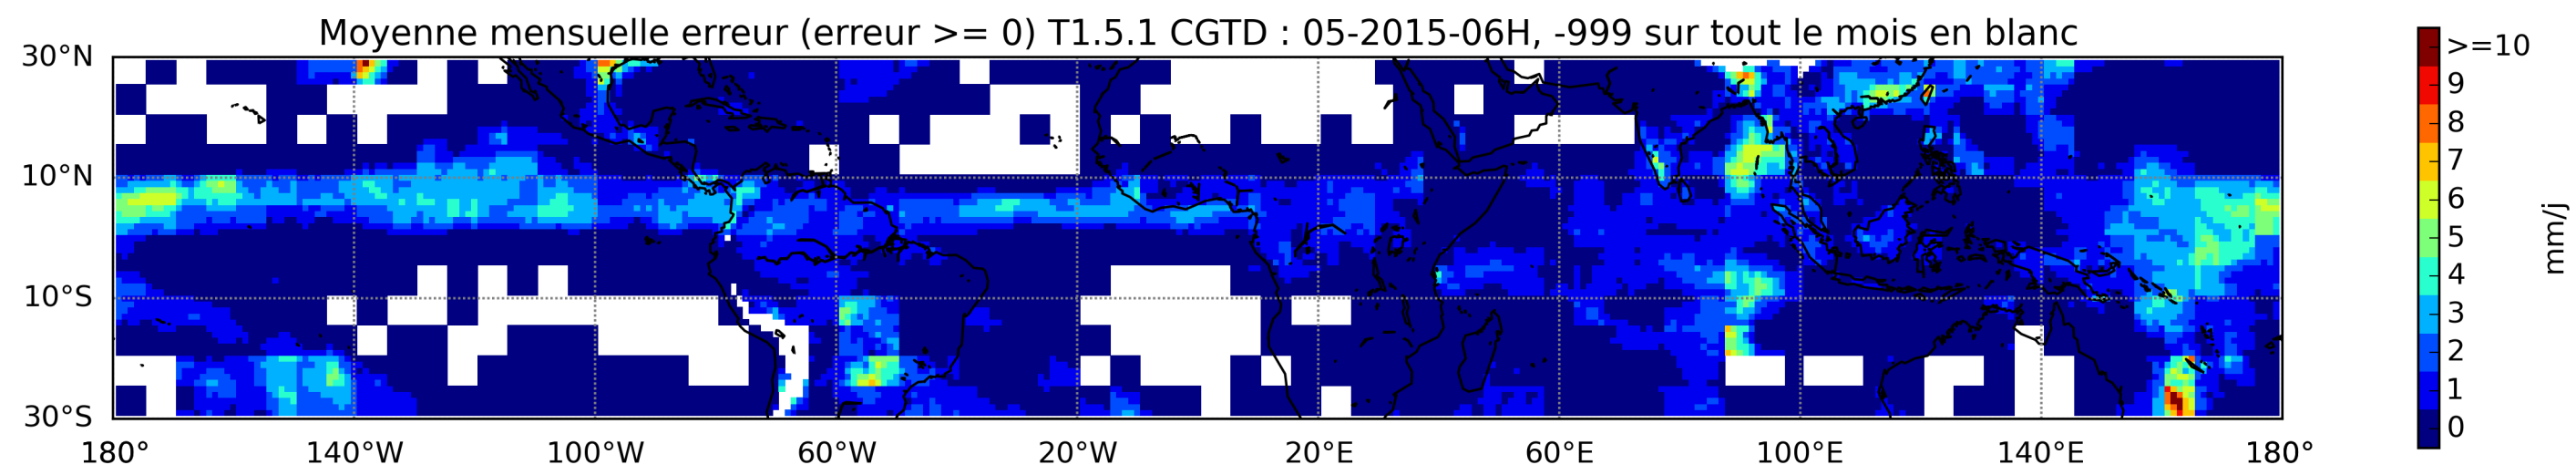 Moyenne mensuelle erreur (erreur >= 0) T1.5.1 CGTD : 05-2015-06H, -999 sur tout le mois en blanc
30°N
10°N
10°S
30°S
180° 140°W 100°W 60°W 20°W 20°E 60°E 100°E 140°E 180°
>=10
9
8
7
6
5
4
3
2
1
0
mm/j